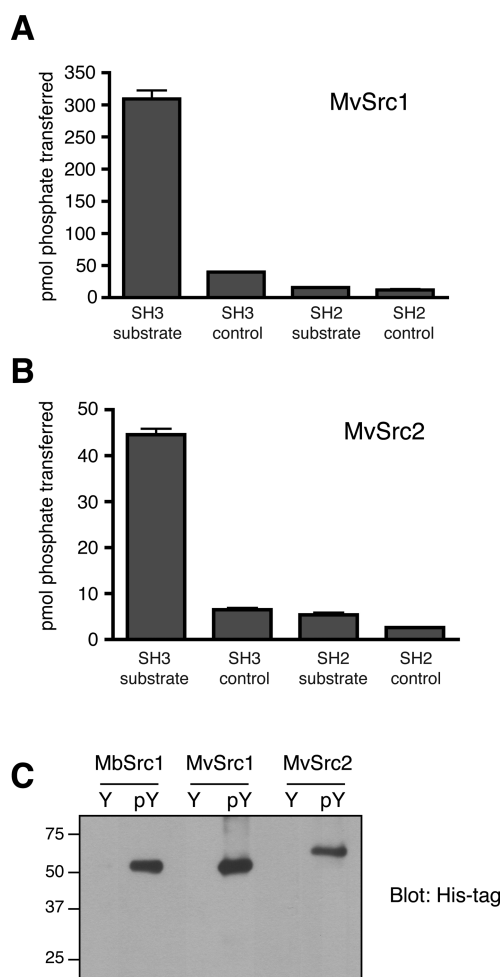 A
350
300
250
200
150
100
50
0
pmol phosphate transferred
MvSrc1
SH3 substrate
SH3 control
SH2 substrate
SH2 control
B
50
40
30
20
10
0
pmol phosphate transferred
MvSrc2
SH3 substrate
SH3 control
SH2 substrate
SH2 control
C
MbSrc1 MvSrc1 MvSrc2
Y pY Y pY Y pY
75
50
37
25
Blot: His-tag